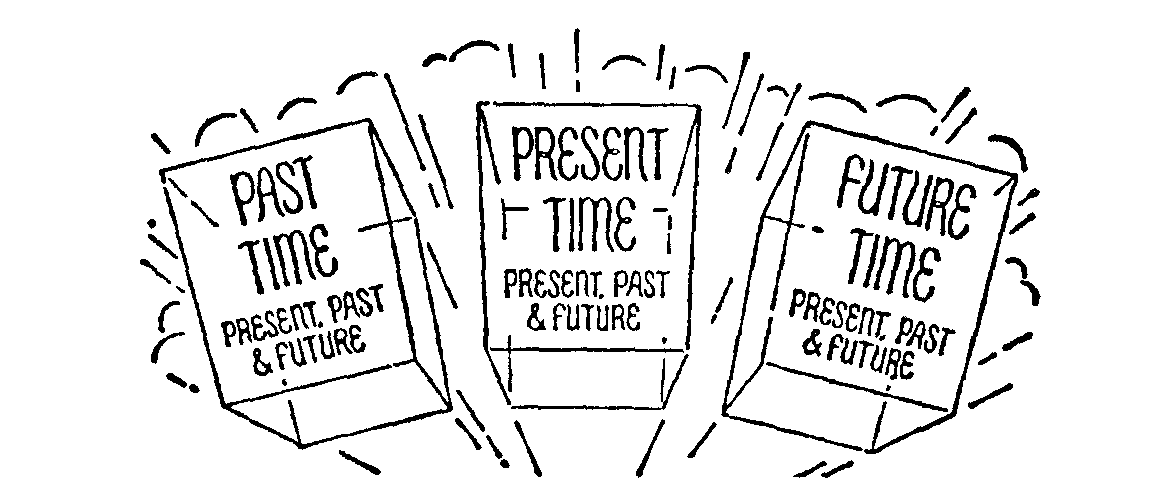 PAST
TIME
PRESENT, PAST
& FUTURE
PRESENT
TIME
PRESENT, PAST
& FUTURE
FUTURE
TIME
PRESENT, PAST
& FUTURE